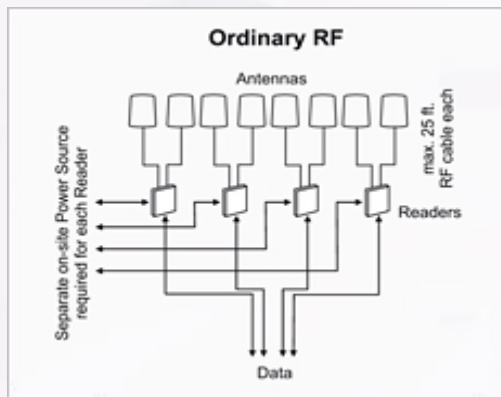 Ordinary RF
Antennas
max. 25 ft.
RF cable each
Separate on-site Power Source
required for each Reader
Readers
Data